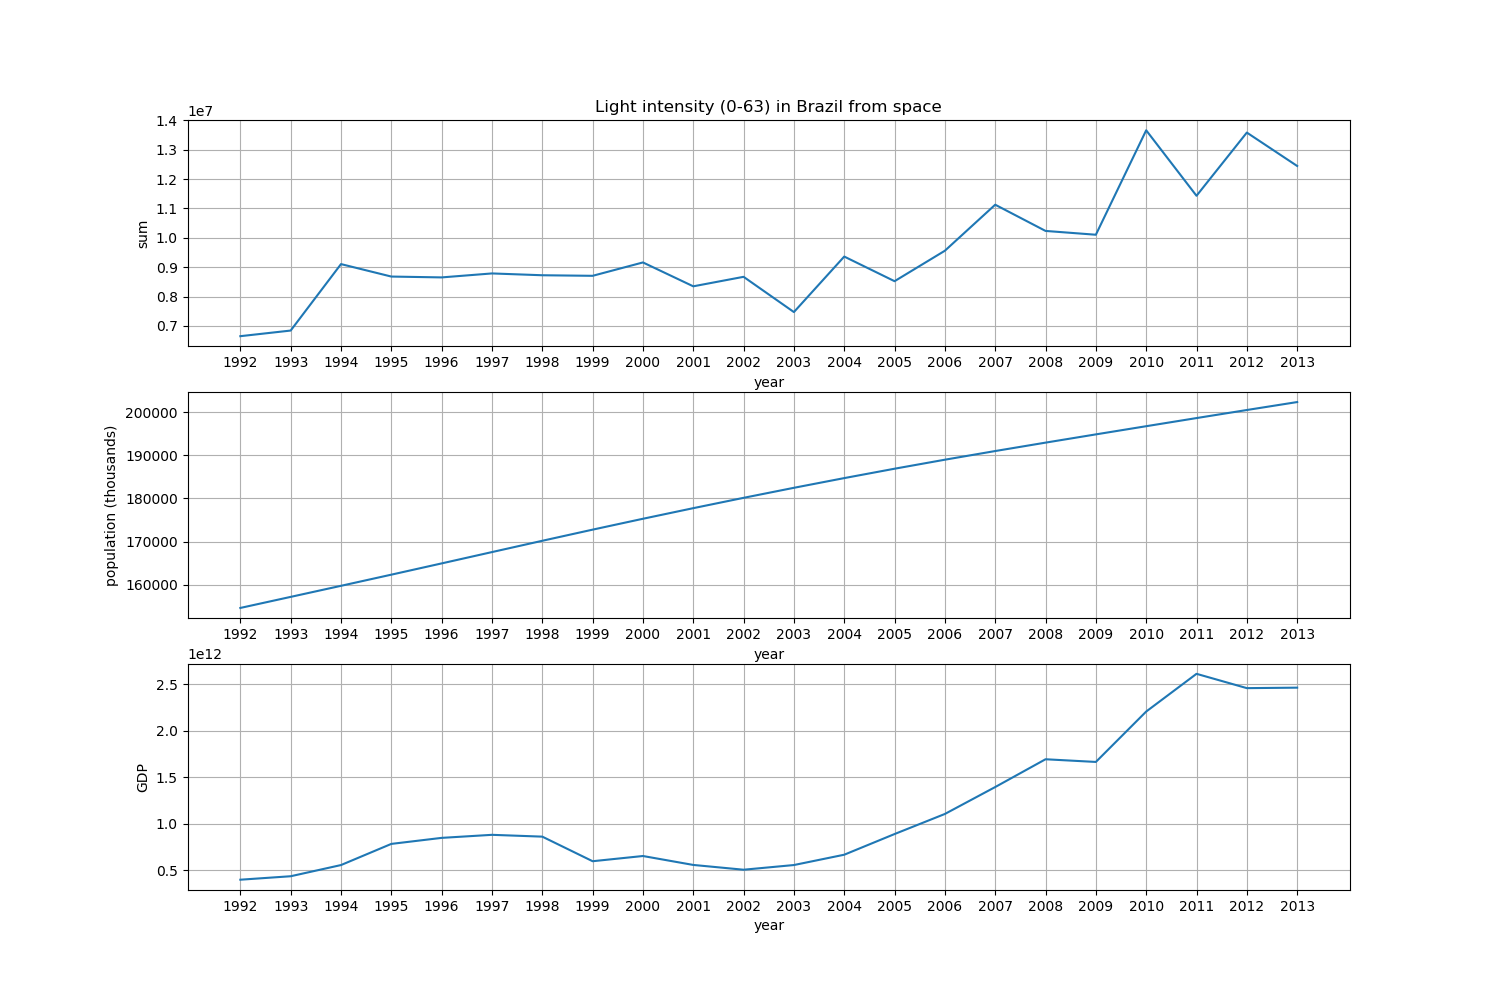 Light intensity (0-63) in Brazil from space
1e7
1.4
1.3
1.2
1.1
1.0
0.9
0.8
0.7
sum
1992 1993 1994 1995 1996 1997 1998 1999 2000 2001 2002 2003 2004 2005 2006 2007 2008 2009 2010 2011 2012 2013
year
200000
190000
180000
170000
160000
population (thousands)
1992 1993 1994 1995 1996 1997 1998 1999 2000 2001 2002 2003 2004 2005 2006 2007 2008 2009 2010 2011 2012 2013
year
1e12
2.5
2.0
1.5
1.0
0.5
GDP
1992 1993 1994 1995 1996 1997 1998 1999 2000 2001 2002 2003 2004 2005 2006 2007 2008 2009 2010 2011 2012 2013
year